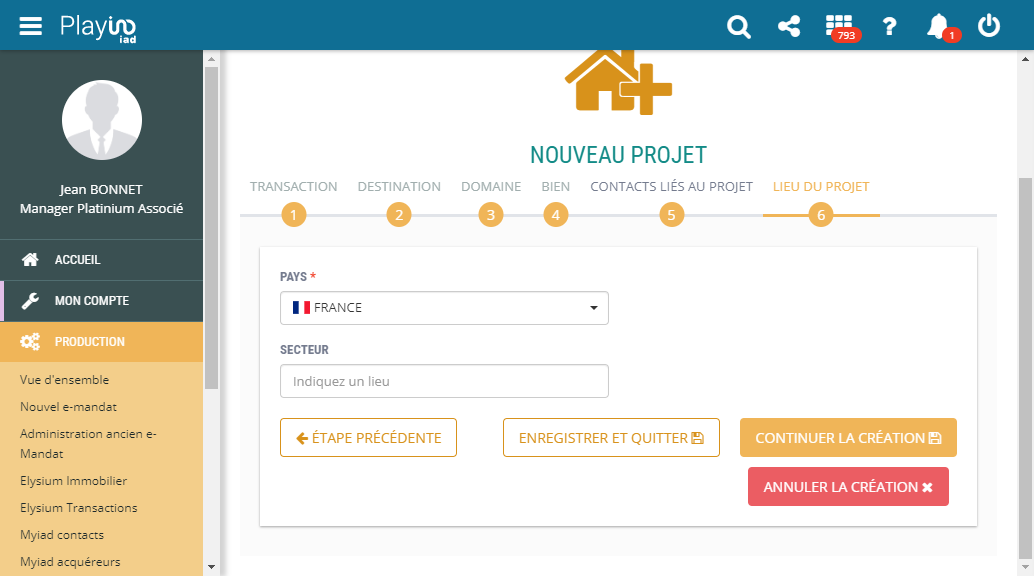 Playin iad
793
?
1
Jean BONNET
Manager Platinium Associé
ACCUEIL
MON COMPTE
PRODUCTION
Vue d'ensemble
Nouvel e-mandat
Administration ancien e-
Mandat
Elysium Immobilier
Elysium Transactions
Myiad contacts
Myiad acquéreurs
NOUVEAU PROJET
TRANSACTION DESTINATION DOMAINE BIEN CONTACTS LIÉS AU PROJET LIEU DU PROJET
1 2 3 4 5 6
PAYS *
FRANCE
SECTEUR
Indiquez un lieu
ÉTAPE PRÉCÉDENTE ENREGISTRER ET QUITTER CONTINUER LA CRÉATION
ANNULER LA CRÉATION